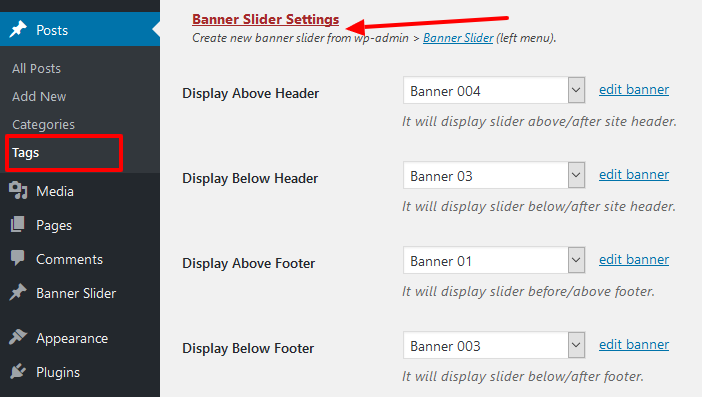 Posts
All Posts
Add New
Categories
Tags
Media
Pages
Comments
Banner Slider
Appearance
Plugins
Banner Slider Settings
Create new banner slider from wp-admin > Banner Slider (left menu).
Display Above Header Banner 004 edit banner
It will display slider above/after site header.
Display Below Header Banner 03 edit banner
It will display slider below/after site header.
Display Above Footer Banner 01 edit banner
It will display slider before/above footer.
Display Below Footer Banner 003 edit banner
It will display slider below/after footer.